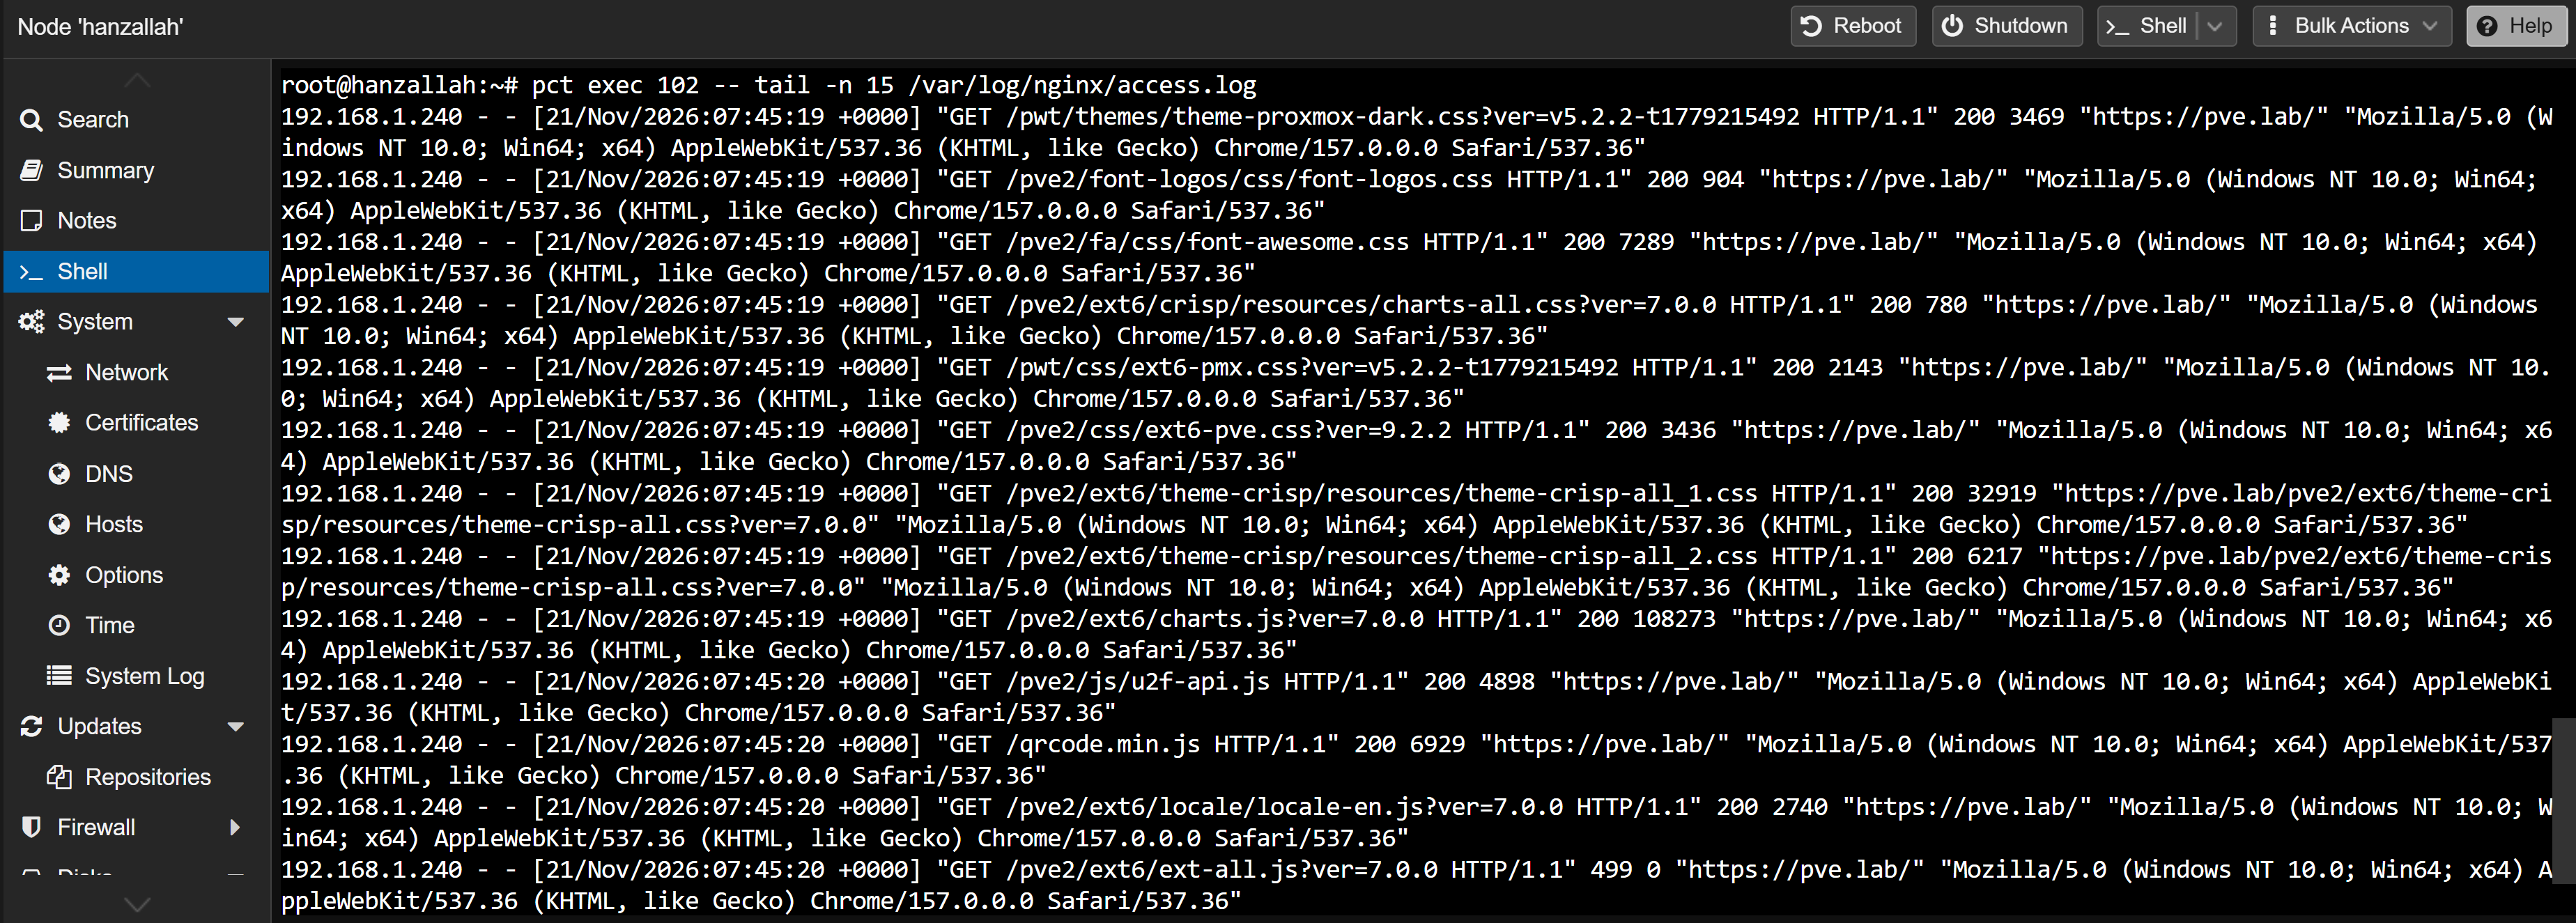 Node 'hanzallah'
Reboot
Shutdown
Shell
Bulk Actions
Help
Search
Summary
Notes
Shell
System
Network
Certificates
DNS
Hosts
Options
Time
System Log
Updates
Repositories
Firewall
root@hanzallah:~# pct exec 102 -- tail -n 15 /var/log/nginx/access.log
192.168.1.240 - - [21/Nov/2026:07:45:19 +0000] "GET /pwt/themes/theme-proxmox-dark.css?ver=v5.2.2-t1779215492 HTTP/1.1" 200 3469 "https://pve.lab/" "Mozilla/5.0 (W
indows NT 10.0; Win64; x64) AppleWebKit/537.36 (KHTML, like Gecko) Chrome/157.0.0.0 Safari/537.36"
192.168.1.240 - - [21/Nov/2026:07:45:19 +0000] "GET /pve2/font-logos/css/font-logos.css HTTP/1.1" 200 904 "https://pve.lab/" "Mozilla/5.0 (Windows NT 10.0; Win64;
x64) AppleWebKit/537.36 (KHTML, like Gecko) Chrome/157.0.0.0 Safari/537.36"
192.168.1.240 - - [21/Nov/2026:07:45:19 +0000] "GET /pve2/fa/css/font-awesome.css HTTP/1.1" 200 7289 "https://pve.lab/" "Mozilla/5.0 (Windows NT 10.0; Win64; x64)
AppleWebKit/537.36 (KHTML, like Gecko) Chrome/157.0.0.0 Safari/537.36"
192.168.1.240 - - [21/Nov/2026:07:45:19 +0000] "GET /pve2/ext6/crisp/resources/charts-all.css?ver=7.0.0 HTTP/1.1" 200 780 "https://pve.lab/" "Mozilla/5.0 (Windows
NT 10.0; Win64; x64) AppleWebKit/537.36 (KHTML, like Gecko) Chrome/157.0.0.0 Safari/537.36"
192.168.1.240 - - [21/Nov/2026:07:45:19 +0000] "GET /pwt/css/ext6-pmx.css?ver=v5.2.2-t1779215492 HTTP/1.1" 200 2143 "https://pve.lab/" "Mozilla/5.0 (Windows NT 10.
0; Win64; x64) AppleWebKit/537.36 (KHTML, like Gecko) Chrome/157.0.0.0 Safari/537.36"
192.168.1.240 - - [21/Nov/2026:07:45:19 +0000] "GET /pve2/css/ext6-pve.css?ver=9.2.2 HTTP/1.1" 200 3436 "https://pve.lab/" "Mozilla/5.0 (Windows NT 10.0; Win64; x6
4) AppleWebKit/537.36 (KHTML, like Gecko) Chrome/157.0.0.0 Safari/537.36"
192.168.1.240 - - [21/Nov/2026:07:45:19 +0000] "GET /pve2/ext6/theme-crisp/resources/theme-crisp-all_1.css HTTP/1.1" 200 32919 "https://pve.lab/pve2/ext6/theme-cri
sp/resources/theme-crisp-all.css?ver=7.0.0" "Mozilla/5.0 (Windows NT 10.0; Win64; x64) AppleWebKit/537.36 (KHTML, like Gecko) Chrome/157.0.0.0 Safari/537.36"
192.168.1.240 - - [21/Nov/2026:07:45:19 +0000] "GET /pve2/ext6/theme-crisp/resources/theme-crisp-all_2.css HTTP/1.1" 200 6217 "https://pve.lab/pve2/ext6/theme-cris
p/resources/theme-crisp-all.css?ver=7.0.0" "Mozilla/5.0 (Windows NT 10.0; Win64; x64) AppleWebKit/537.36 (KHTML, like Gecko) Chrome/157.0.0.0 Safari/537.36"
192.168.1.240 - - [21/Nov/2026:07:45:19 +0000] "GET /pve2/ext6/charts.js?ver=7.0.0 HTTP/1.1" 200 108273 "https://pve.lab/" "Mozilla/5.0 (Windows NT 10.0; Win64; x6
4) AppleWebKit/537.36 (KHTML, like Gecko) Chrome/157.0.0.0 Safari/537.36"
192.168.1.240 - - [21/Nov/2026:07:45:20 +0000] "GET /pve2/js/u2f-api.js HTTP/1.1" 200 4898 "https://pve.lab/" "Mozilla/5.0 (Windows NT 10.0; Win64; x64) AppleWebKi
t/537.36 (KHTML, like Gecko) Chrome/157.0.0.0 Safari/537.36"
192.168.1.240 - - [21/Nov/2026:07:45:20 +0000] "GET /qrcode.min.js HTTP/1.1" 200 6929 "https://pve.lab/" "Mozilla/5.0 (Windows NT 10.0; Win64; x64) AppleWebKit/537
.36 (KHTML, like Gecko) Chrome/157.0.0.0 Safari/537.36"
192.168.1.240 - - [21/Nov/2026:07:45:20 +0000] "GET /pve2/ext6/locale/locale-en.js?ver=7.0.0 HTTP/1.1" 200 2740 "https://pve.lab/" "Mozilla/5.0 (Windows NT 10.0; W
in64; x64) AppleWebKit/537.36 (KHTML, like Gecko) Chrome/157.0.0.0 Safari/537.36"
192.168.1.240 - - [21/Nov/2026:07:45:20 +0000] "GET /pve2/ext6/ext-all.js?ver=7.0.0 HTTP/1.1" 499 0 "https://pve.lab/" "Mozilla/5.0 (Windows NT 10.0; Win64; x64) A
ppleWebKit/537.36 (KHTML, like Gecko) Chrome/157.0.0.0 Safari/537.36"